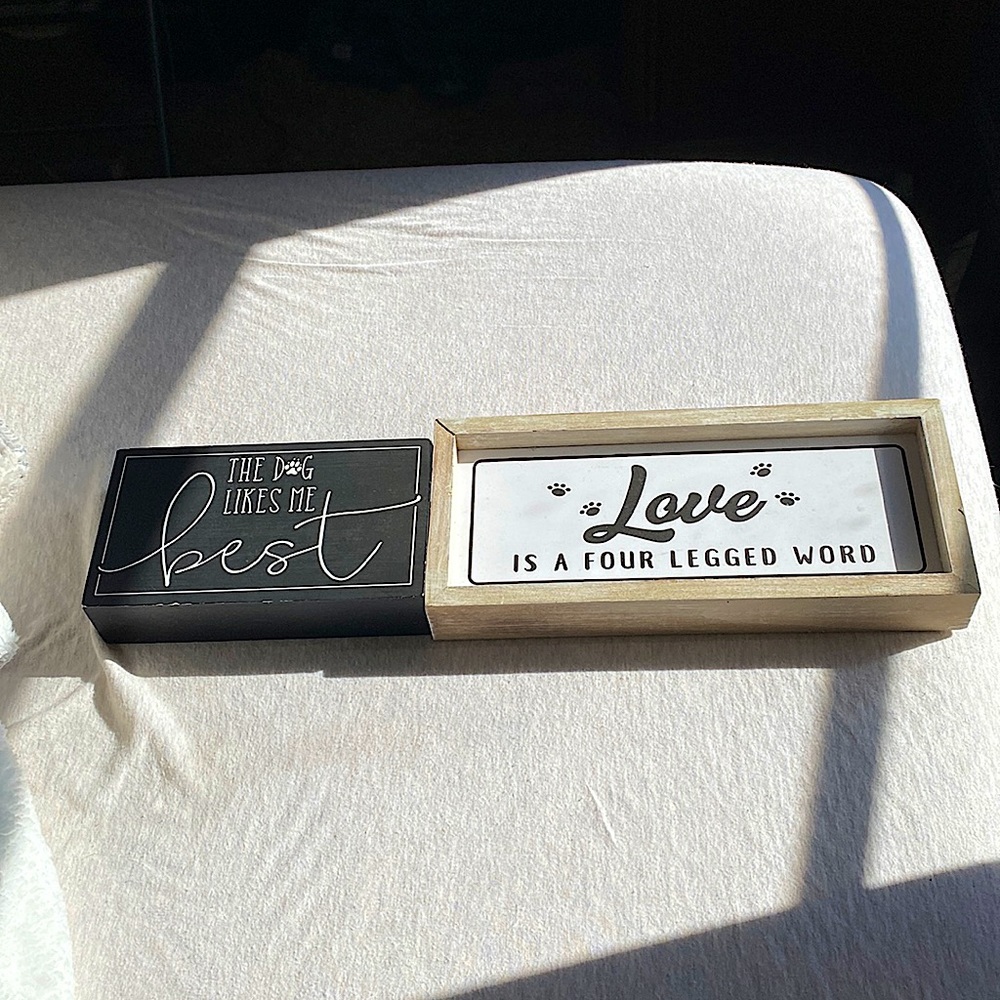 THE DOG
LIKES ME
best
Love
IS A FOUR LEGGED WORD